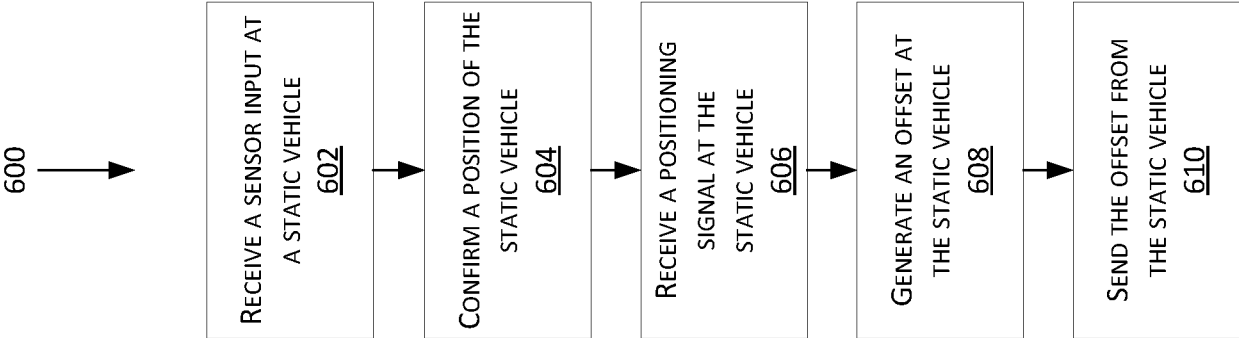 600
RECEIVE A SENSOR INPUT AT
A STATIC VEHICLE
602
CONFIRM A POSITION OF THE
STATIC VEHICLE
604
RECEIVE A POSITIONING
SIGNAL AT THE
STATIC VEHICLE
606
GENERATE AN OFFSET AT
THE STATIC VEHICLE
608
SEND THE OFFSET FROM
THE STATIC VEHICLE
610